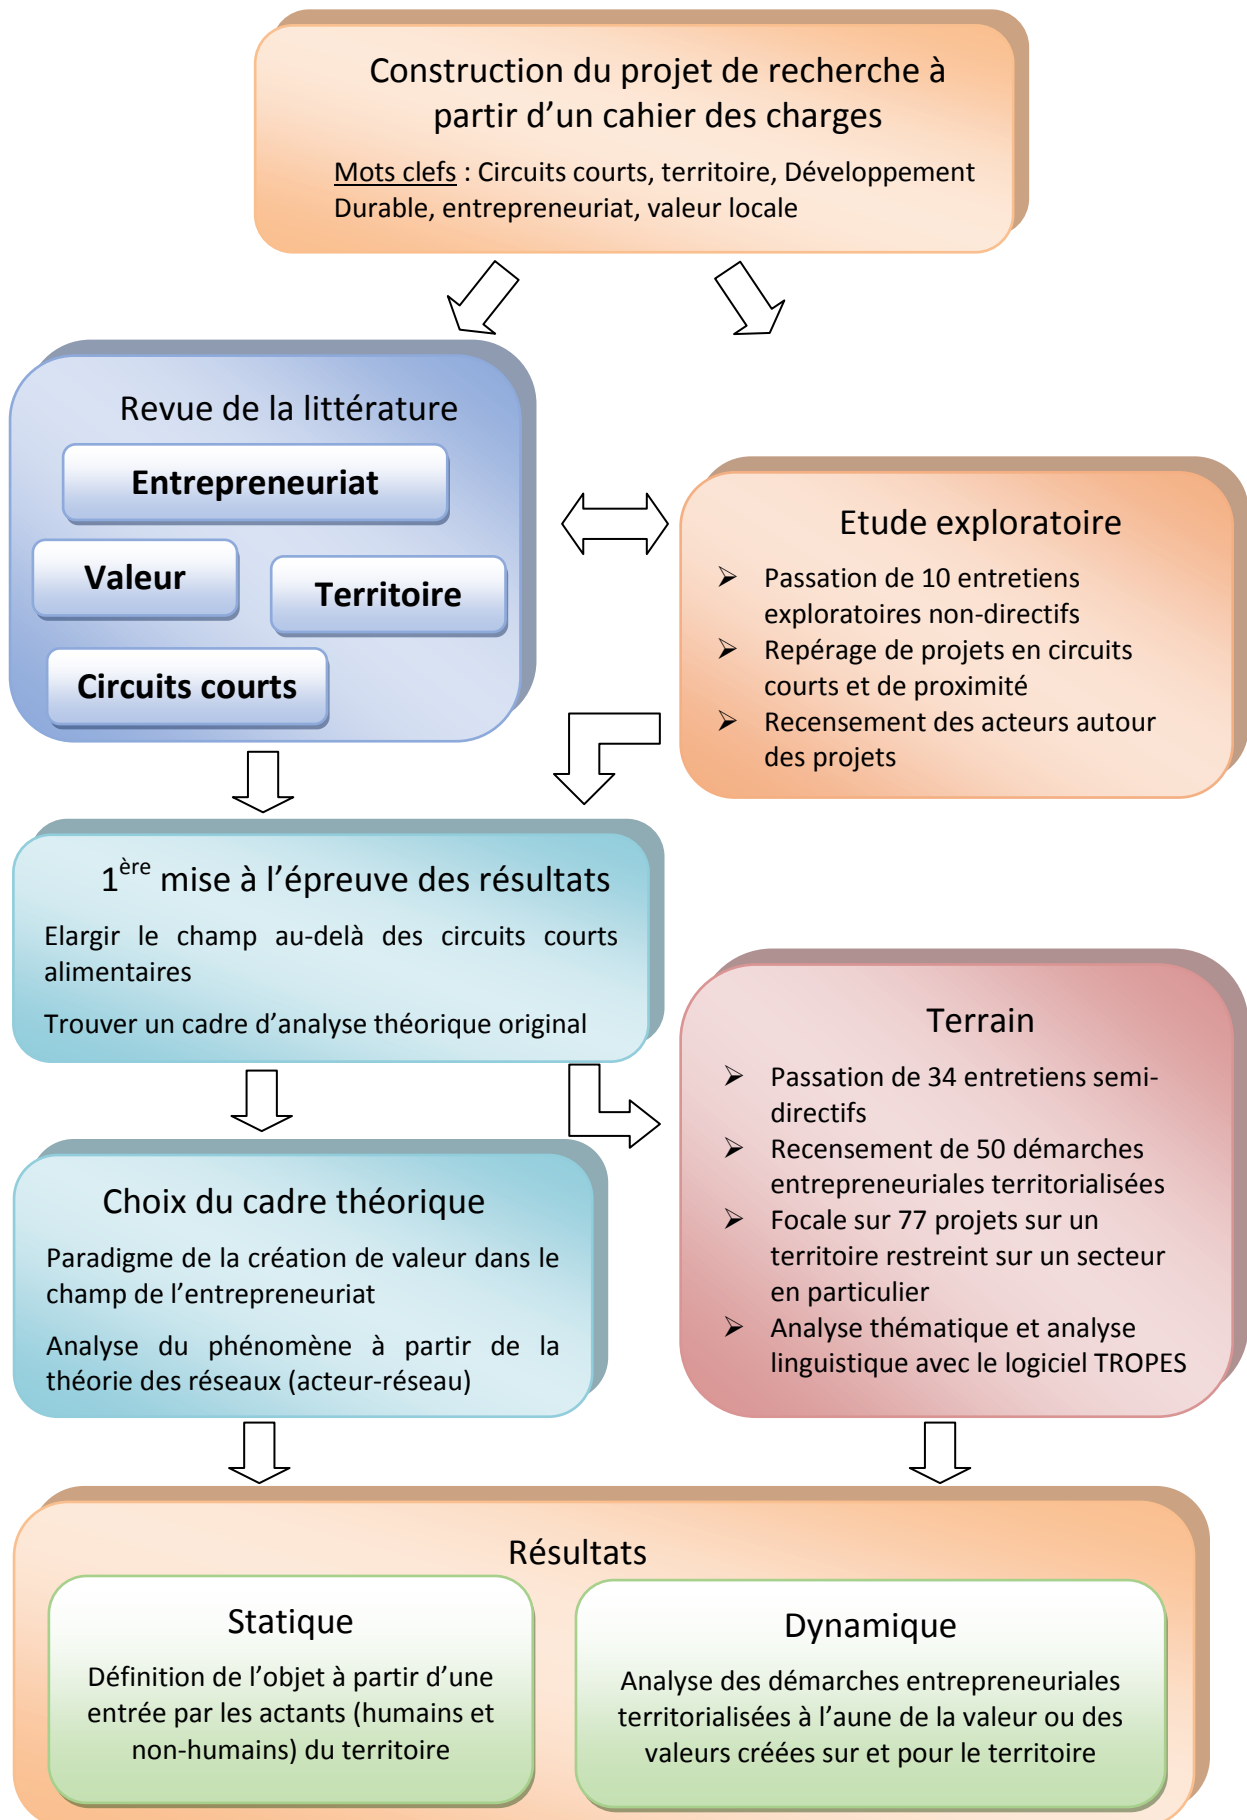 Construction du projet de recherche à
partir d’un cahier des charges
Mots clefs : Circuits courts, territoire, Développement
Durable, entrepreneuriat, valeur locale
Revue de la littérature
Entrepreneuriat
Valeur
Territoire
Circuits courts
Etude exploratoire
➢ Passation de 10 entretiens
exploratoires non-directifs
➢ Repérage de projets en circuits
courts et de proximité
➢ Recensement des acteurs autour
des projets
1ère mise à l’épreuve des résultats
Elargir le champ au-delà des circuits courts
alimentaires
Trouver un cadre d’analyse théorique original
Terrain
➢ Passation de 34 entretiens semi-
directifs
➢ Recensement de 50 démarches
entrepreneuriales territorialisées
➢ Focale sur 77 projets sur un
territoire restreint sur un secteur
en particulier
➢ Analyse thématique et analyse
linguistique avec le logiciel TROPES
Choix du cadre théorique
Paradigme de la création de valeur dans le
champ de l’entrepreneuriat
Analyse du phénomène à partir de la
théorie des réseaux (acteur-réseau)
Résultats
Statique
Définition de l’objet à partir d’une
entrée par les actants (humains et
non-humains) du territoire
Dynamique
Analyse des démarches entrepreneuriales
territorialisées à l’aune de la valeur ou des
valeurs créées sur et pour le territoire